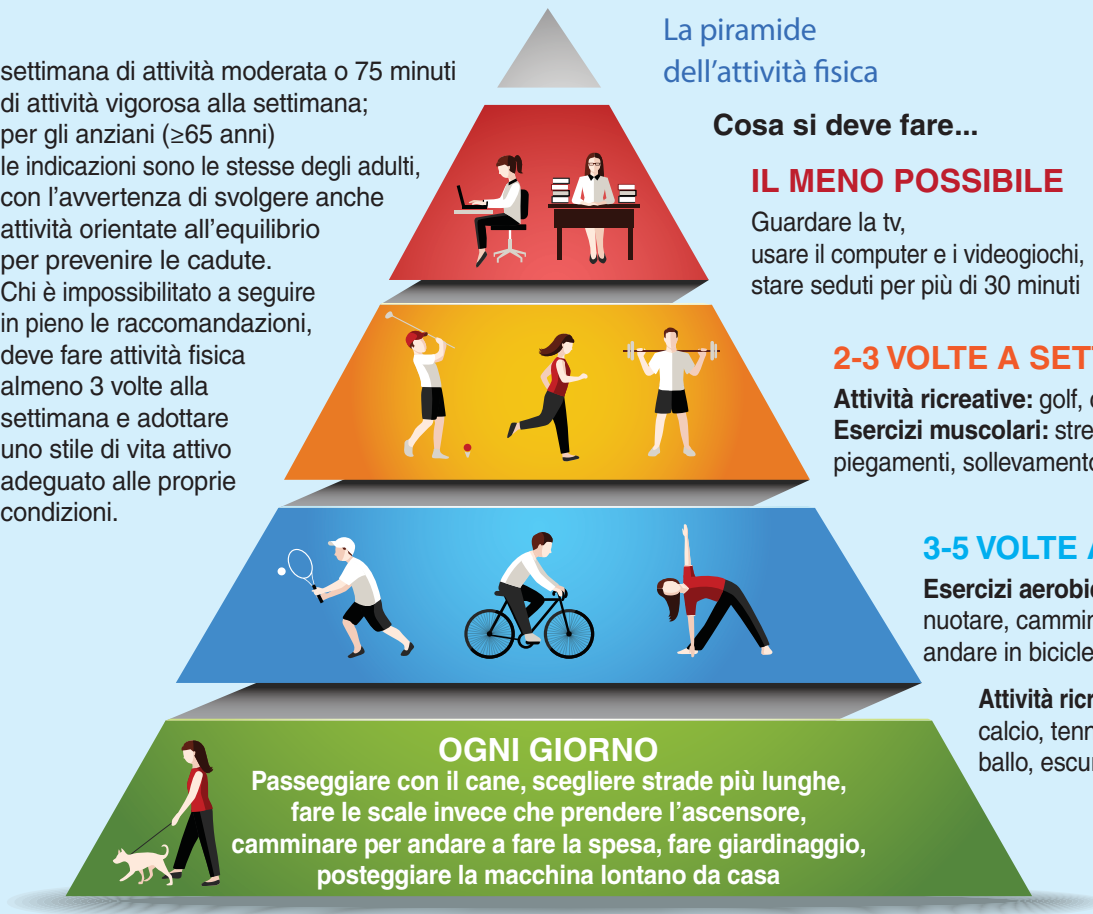 settimana di attività moderata o 75 minuti
di attività vigorosa alla settimana;
per gli anziani (≥65 anni)
le indicazioni sono le stesse degli adulti,
con l'avvertenza di svolgere anche
attività orientate all'equilibrio
per prevenire le cadute.
Chi è impossibilitato a seguire
in pieno le raccomandazioni,
deve fare attività fisica
almeno 3 volte alla
settimana e adottare
uno stile di vita attivo
adeguato alle proprie
condizioni.
La piramide
dell'attività fisica
Cosa si deve fare...
IL MENO POSSIBILE
Guardare la tv,
usare il computer e i videogiochi,
stare seduti per più di 30 minuti
2-3 VOLTE A
Attività ricreative: golf,
Esercizi muscolari:
piegamenti, sollevamento
3-5 VOLTE
Esercizi
nuotare,
andare in
Attività
calcio,
ballo,
OGNI GIORNO
Passeggiare con il cane, scegliere strade più lunghe,
fare le scale invece che prendere l'ascensore,
camminare per andare a fare la spesa, fare giardinaggio,
posteggiare la macchina lontano da casa